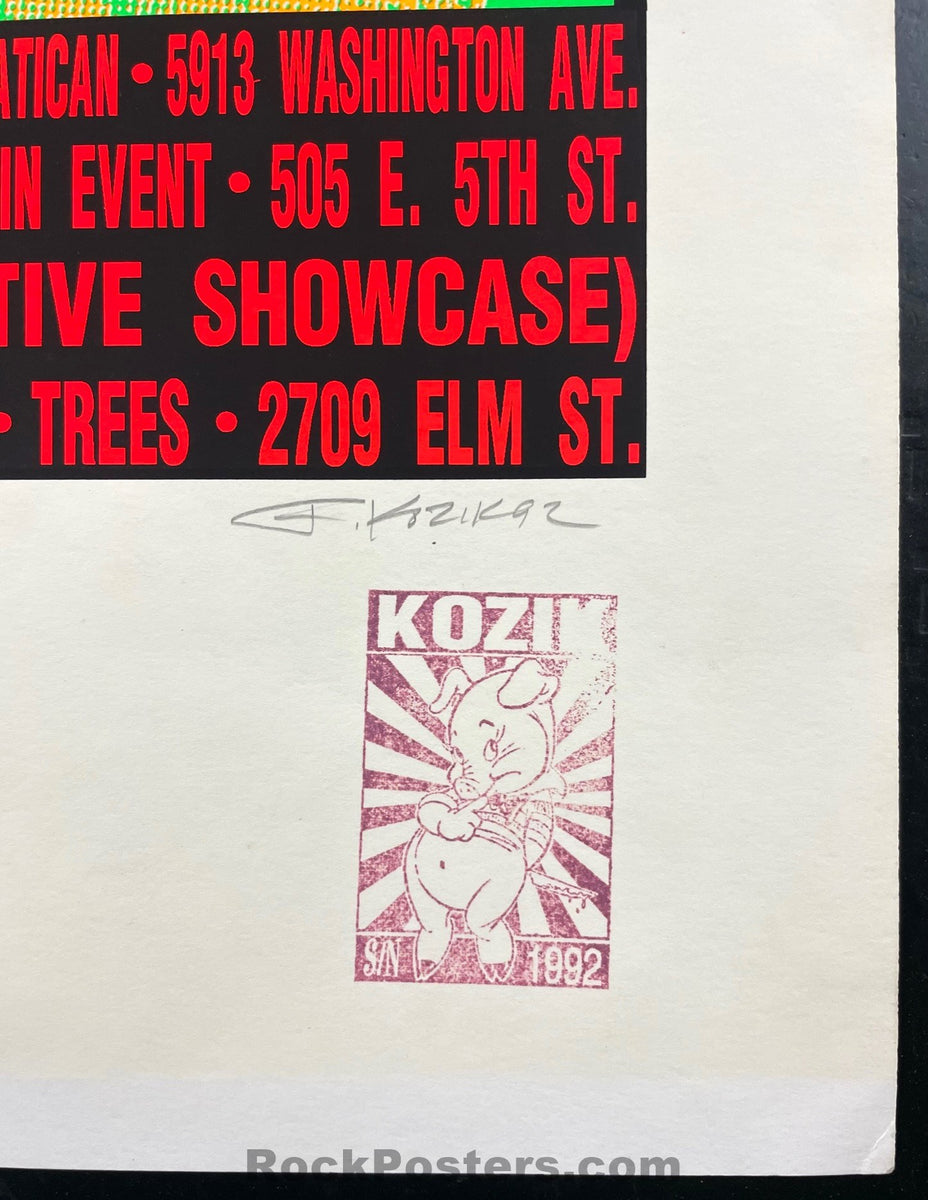 ATICAN • 5913 WASHINGTON AVE.
IN EVENT • 505 E. 5TH ST.
TIVE SHOWCASE)
• TREES • 2709 ELM ST.
F. KOZIK 92
KOZIK
S/N 1992
RockPosters.com